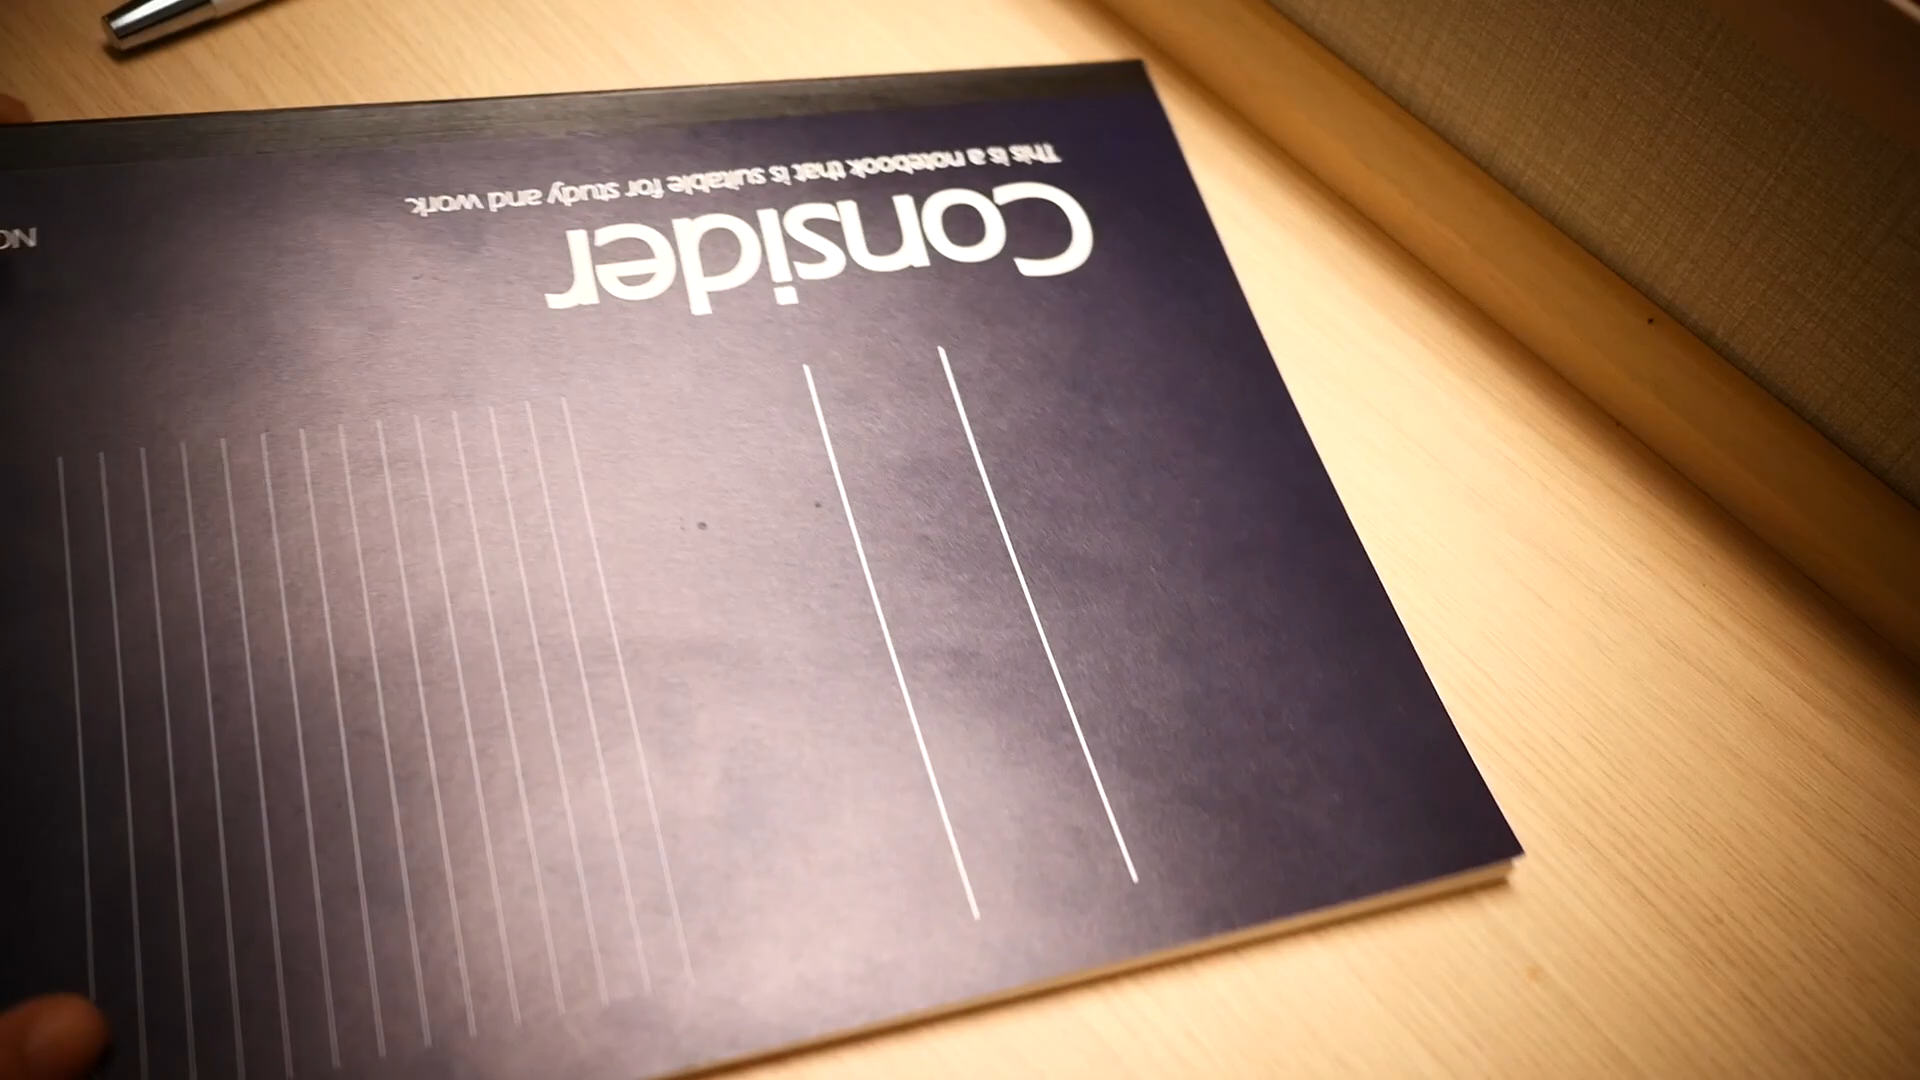 Consider
This is a notebook that is suitable for study and work.